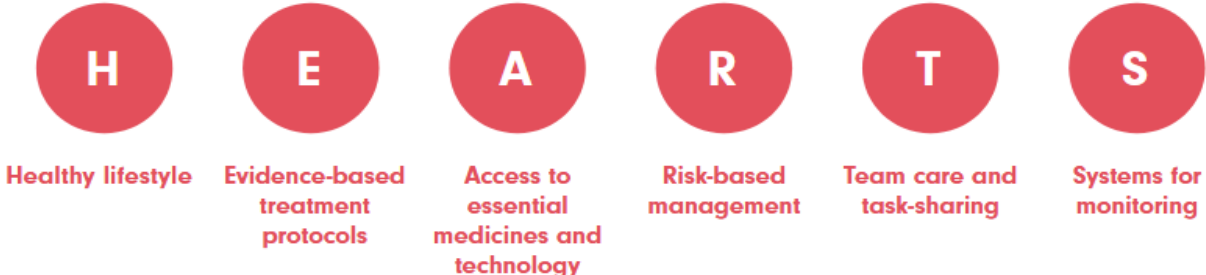 H
E
A
R
T
S
Healthy lifestyle
Evidence-based
treatment
protocols
Access to
essential
medicines and
technology
Risk-based
management
Team care and
task-sharing
Systems for
monitoring